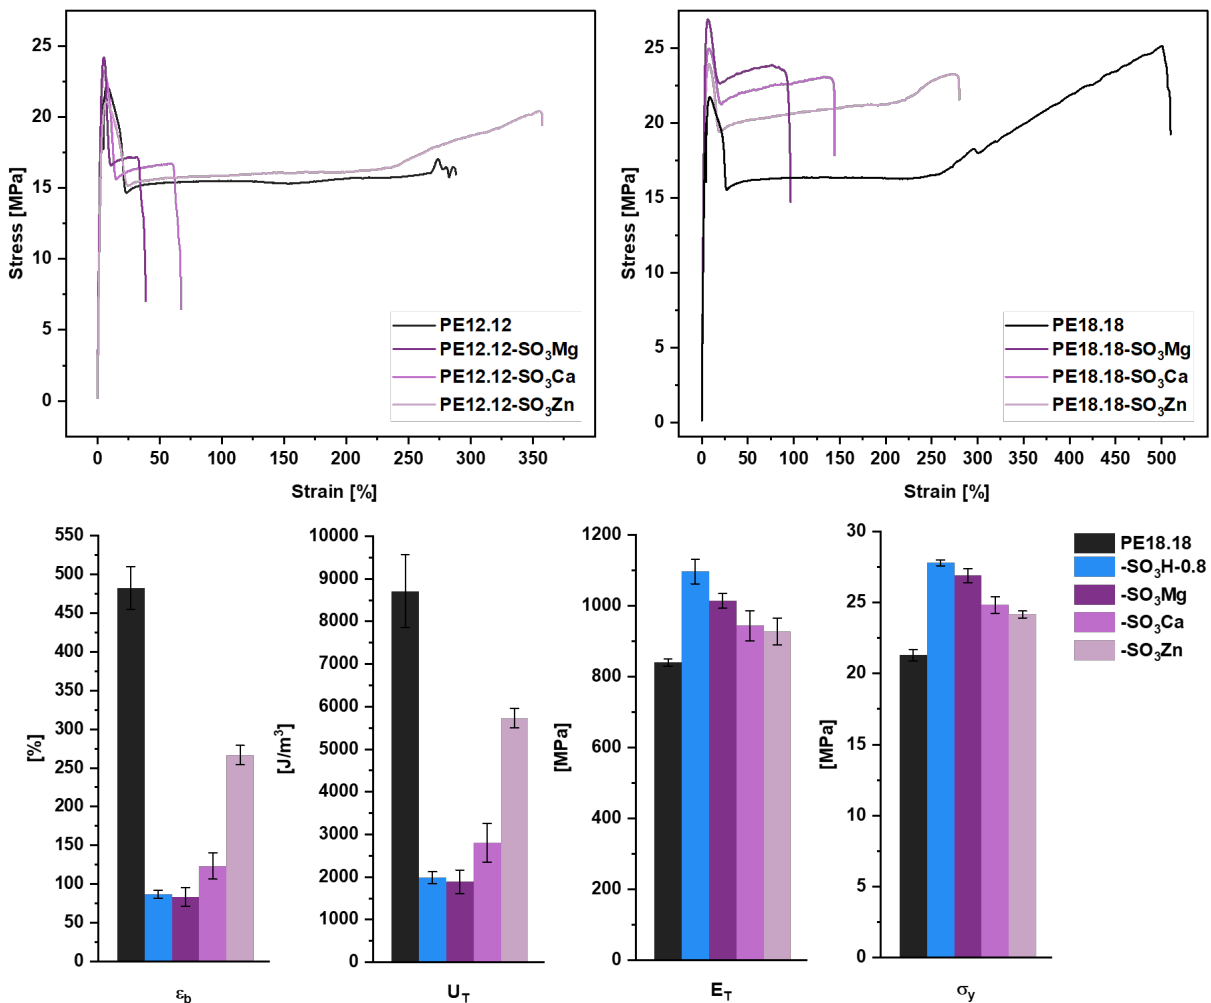 25
20
15
10
5
0
Stress [MPa]
0 50 100 150 200 250 300 350
Strain [%]
PE12.12
PE12.12-SO₃Mg
PE12.12-SO₃Ca
PE12.12-SO₃Zn
25
20
15
10
5
0
Stress [MPa]
0 50 100 150 200 250 300 350 400 450 500
Strain [%]
PE18.18
PE18.18-SO₃Mg
PE18.18-SO₃Ca
PE18.18-SO₃Zn
550
500
450
400
350
300
250
200
150
100
50
0
[%]
εb
10000
9000
8000
7000
6000
5000
4000
3000
2000
1000
0
[J/m³]
U_T
1200
1000
800
600
400
200
0
[MPa]
E_T
30
25
20
15
10
5
0
[MPa]
σy
PE18.18
-SO₃H-0.8
-SO₃Mg
-SO₃Ca
-SO₃Zn